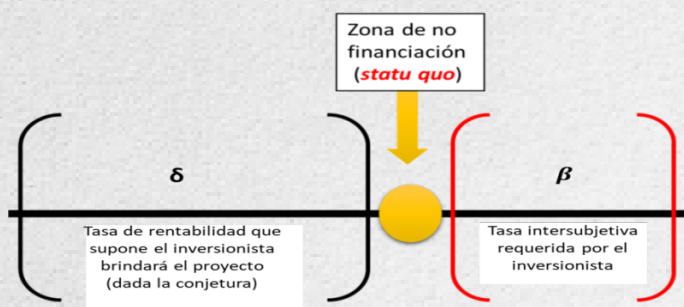 Zona de no
financiación
(statu quo)
δ
β
Tasa de rentabilidad que
supone el inversionista
brindará el proyecto
(dada la conjetura)
Tasa intersubjetiva
requerida por el
inversionista